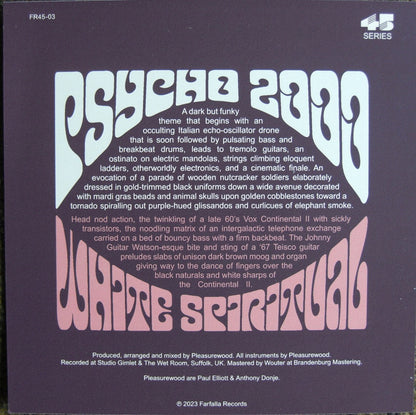 FR45-03
45
SERIES
PSYCHO 2000
A dark but funky
theme that begins with an
occulting Italian echo-oscillator drone
that is soon followed by pulsating bass and
breakbeat drums, leads to tremolo guitars, an
ostinato on electric mandolas, strings climbing eloquent
ladders, otherworldly electronics, and a cinematic finale. An
evocation of a parade of wooden nutcracker soldiers elaborately
dressed in gold-trimmed black uniforms down a wide avenue decorated
with mardi gras beads and animal skulls upon golden cobblestones toward a
tornado spiralling out purple-hued glissandos and curlicues of elephant smoke.
Head nod action, the twinkling of a late 60's Vox Continental II with sickly
transistors, the noodling matrix of an intergalactic telephone exchange
carried on a bed of bouncy bass with a firm backbeat. The Johnny
Guitar Watson-esque bite and sting of a '67 Teisco guitar
preludes slabs of unison dark brown moog and organ
giving way to the dance of fingers over the
black naturals and white sharps of
the Continental II.
WHITE SPIRITUAL
Produced, arranged and mixed by Pleasurewood. All instruments by Pleasurewood.
Recorded at Studio Gimlet & The Wet Room, Suffolk, UK. Mastered by Wouter at Brandenburg Mastering.
Pleasurewood are Paul Elliott & Anthony Donje.
℗ 2023 Farfalla Records